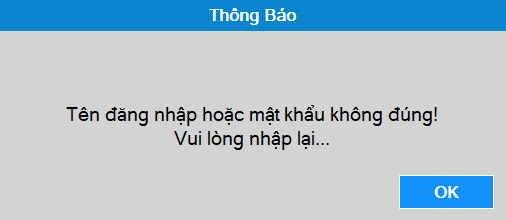 Thông Báo
Tên đăng nhập hoặc mật khẩu không đúng!
Vui lòng nhập lại...
OK